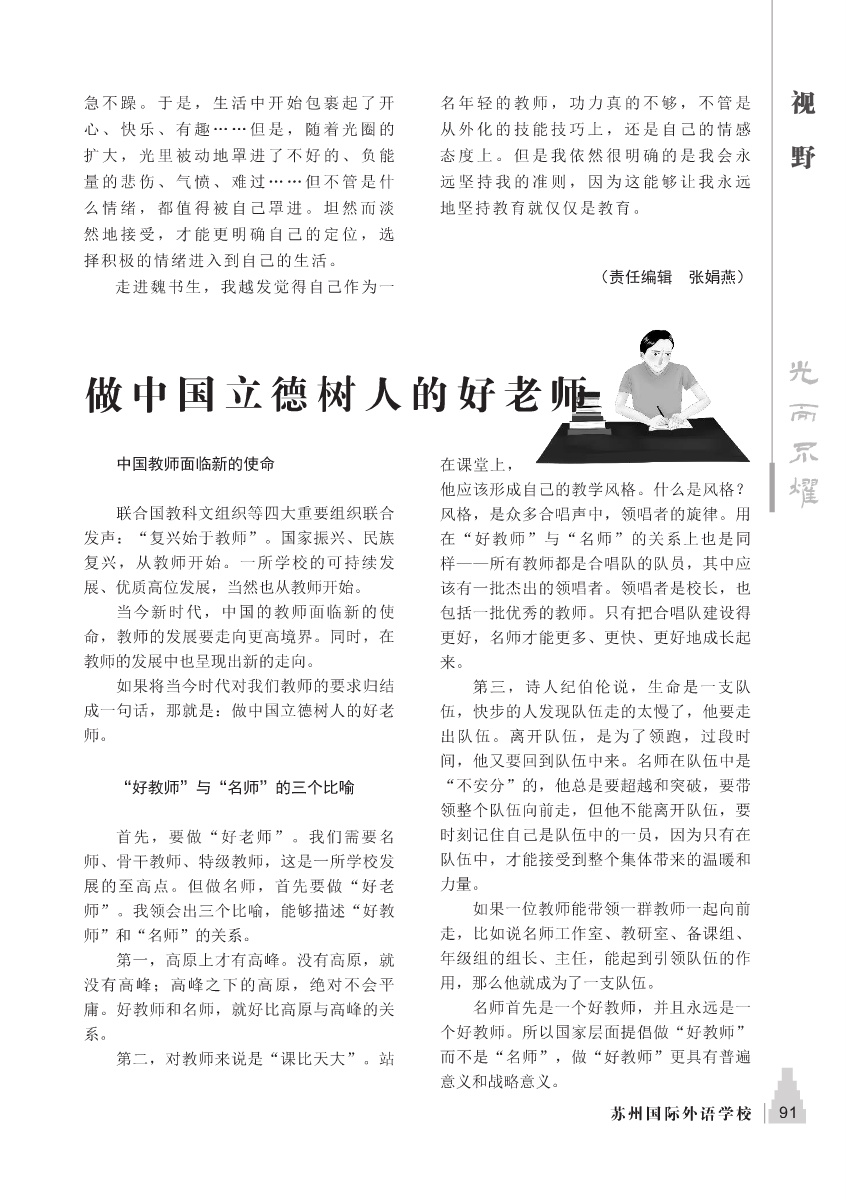 急不躁。于是，生活中开始包裹起了开
心、快乐、有趣……但是，随着光圈的
扩大，光里被动地罩进了不好的、负能
量的悲伤、气愤、难过……但不管是什
么情绪，都值得被自己罩进。坦然而淡
然地接受，才能更明确自己的定位，选
择积极的情绪进入到自己的生活。
走进魏书生，我越发觉得自己作为一
名年轻的教师，功力真的不够，不管是
从外化的技能技巧上，还是自己的情感
态度上。但是我依然很明确的是我会永
远坚持我的准则，因为这能够让我永远
地坚持教育就仅仅是教育。
（责任编辑　张娟燕）
做中国立德树人的好老师
中国教师面临新的使命
联合国教科文组织等四大重要组织联合
发声：“复兴始于教师”。国家振兴、民族
复兴，从教师开始。一所学校的可持续发
展、优质高位发展，当然也从教师开始。
当今新时代，中国的教师面临新的使
命，教师的发展要走向更高境界。同时，在
教师的发展中也呈现出新的走向。
如果将当今时代对我们教师的要求归结
成一句话，那就是：做中国立德树人的好老
师。
“好教师”与“名师”的三个比喻
首先，要做“好老师”。我们需要名
师、骨干教师、特级教师，这是一所学校发
展的至高点。但做名师，首先要做“好老
师”。我领会出三个比喻，能够描述“好教
师”和“名师”的关系。
第一，高原上才有高峰。没有高原，就
没有高峰；高峰之下的高原，绝对不会平
庸。好教师和名师，就好比高原与高峰的关
系。
第二，对教师来说是“课比天大”。站
在课堂上，
他应该形成自己的教学风格。什么是风格？
风格，是众多合唱声中，领唱者的旋律。用
在“好教师”与“名师”的关系上也是同
样——所有教师都是合唱队的队员，其中应
该有一批杰出的领唱者。领唱者是校长，也
包括一批优秀的教师。只有把合唱队建设得
更好，名师才能更多、更快、更好地成长起
来。
第三，诗人纪伯伦说，生命是一支队
伍，快步的人发现队伍走的太慢了，他要走
出队伍。离开队伍，是为了领跑，过段时
间，他又要回到队伍中来。名师在队伍中是
“不安分”的，他总是要超越和突破，要带
领整个队伍向前走，但他不能离开队伍，要
时刻记住自己是队伍中的一员，因为只有在
队伍中，才能接受到整个集体带来的温暖和
力量。
如果一位教师能带领一群教师一起向前
走，比如说名师工作室、教研室、备课组、
年级组的组长、主任，能起到引领队伍的作
用，那么他就成为了一支队伍。
名师首先是一个好教师，并且永远是一
个好教师。所以国家层面提倡做“好教师”
而不是“名师”，做“好教师”更具有普遍
意义和战略意义。
视野
光而不耀
苏州国际外语学校
91